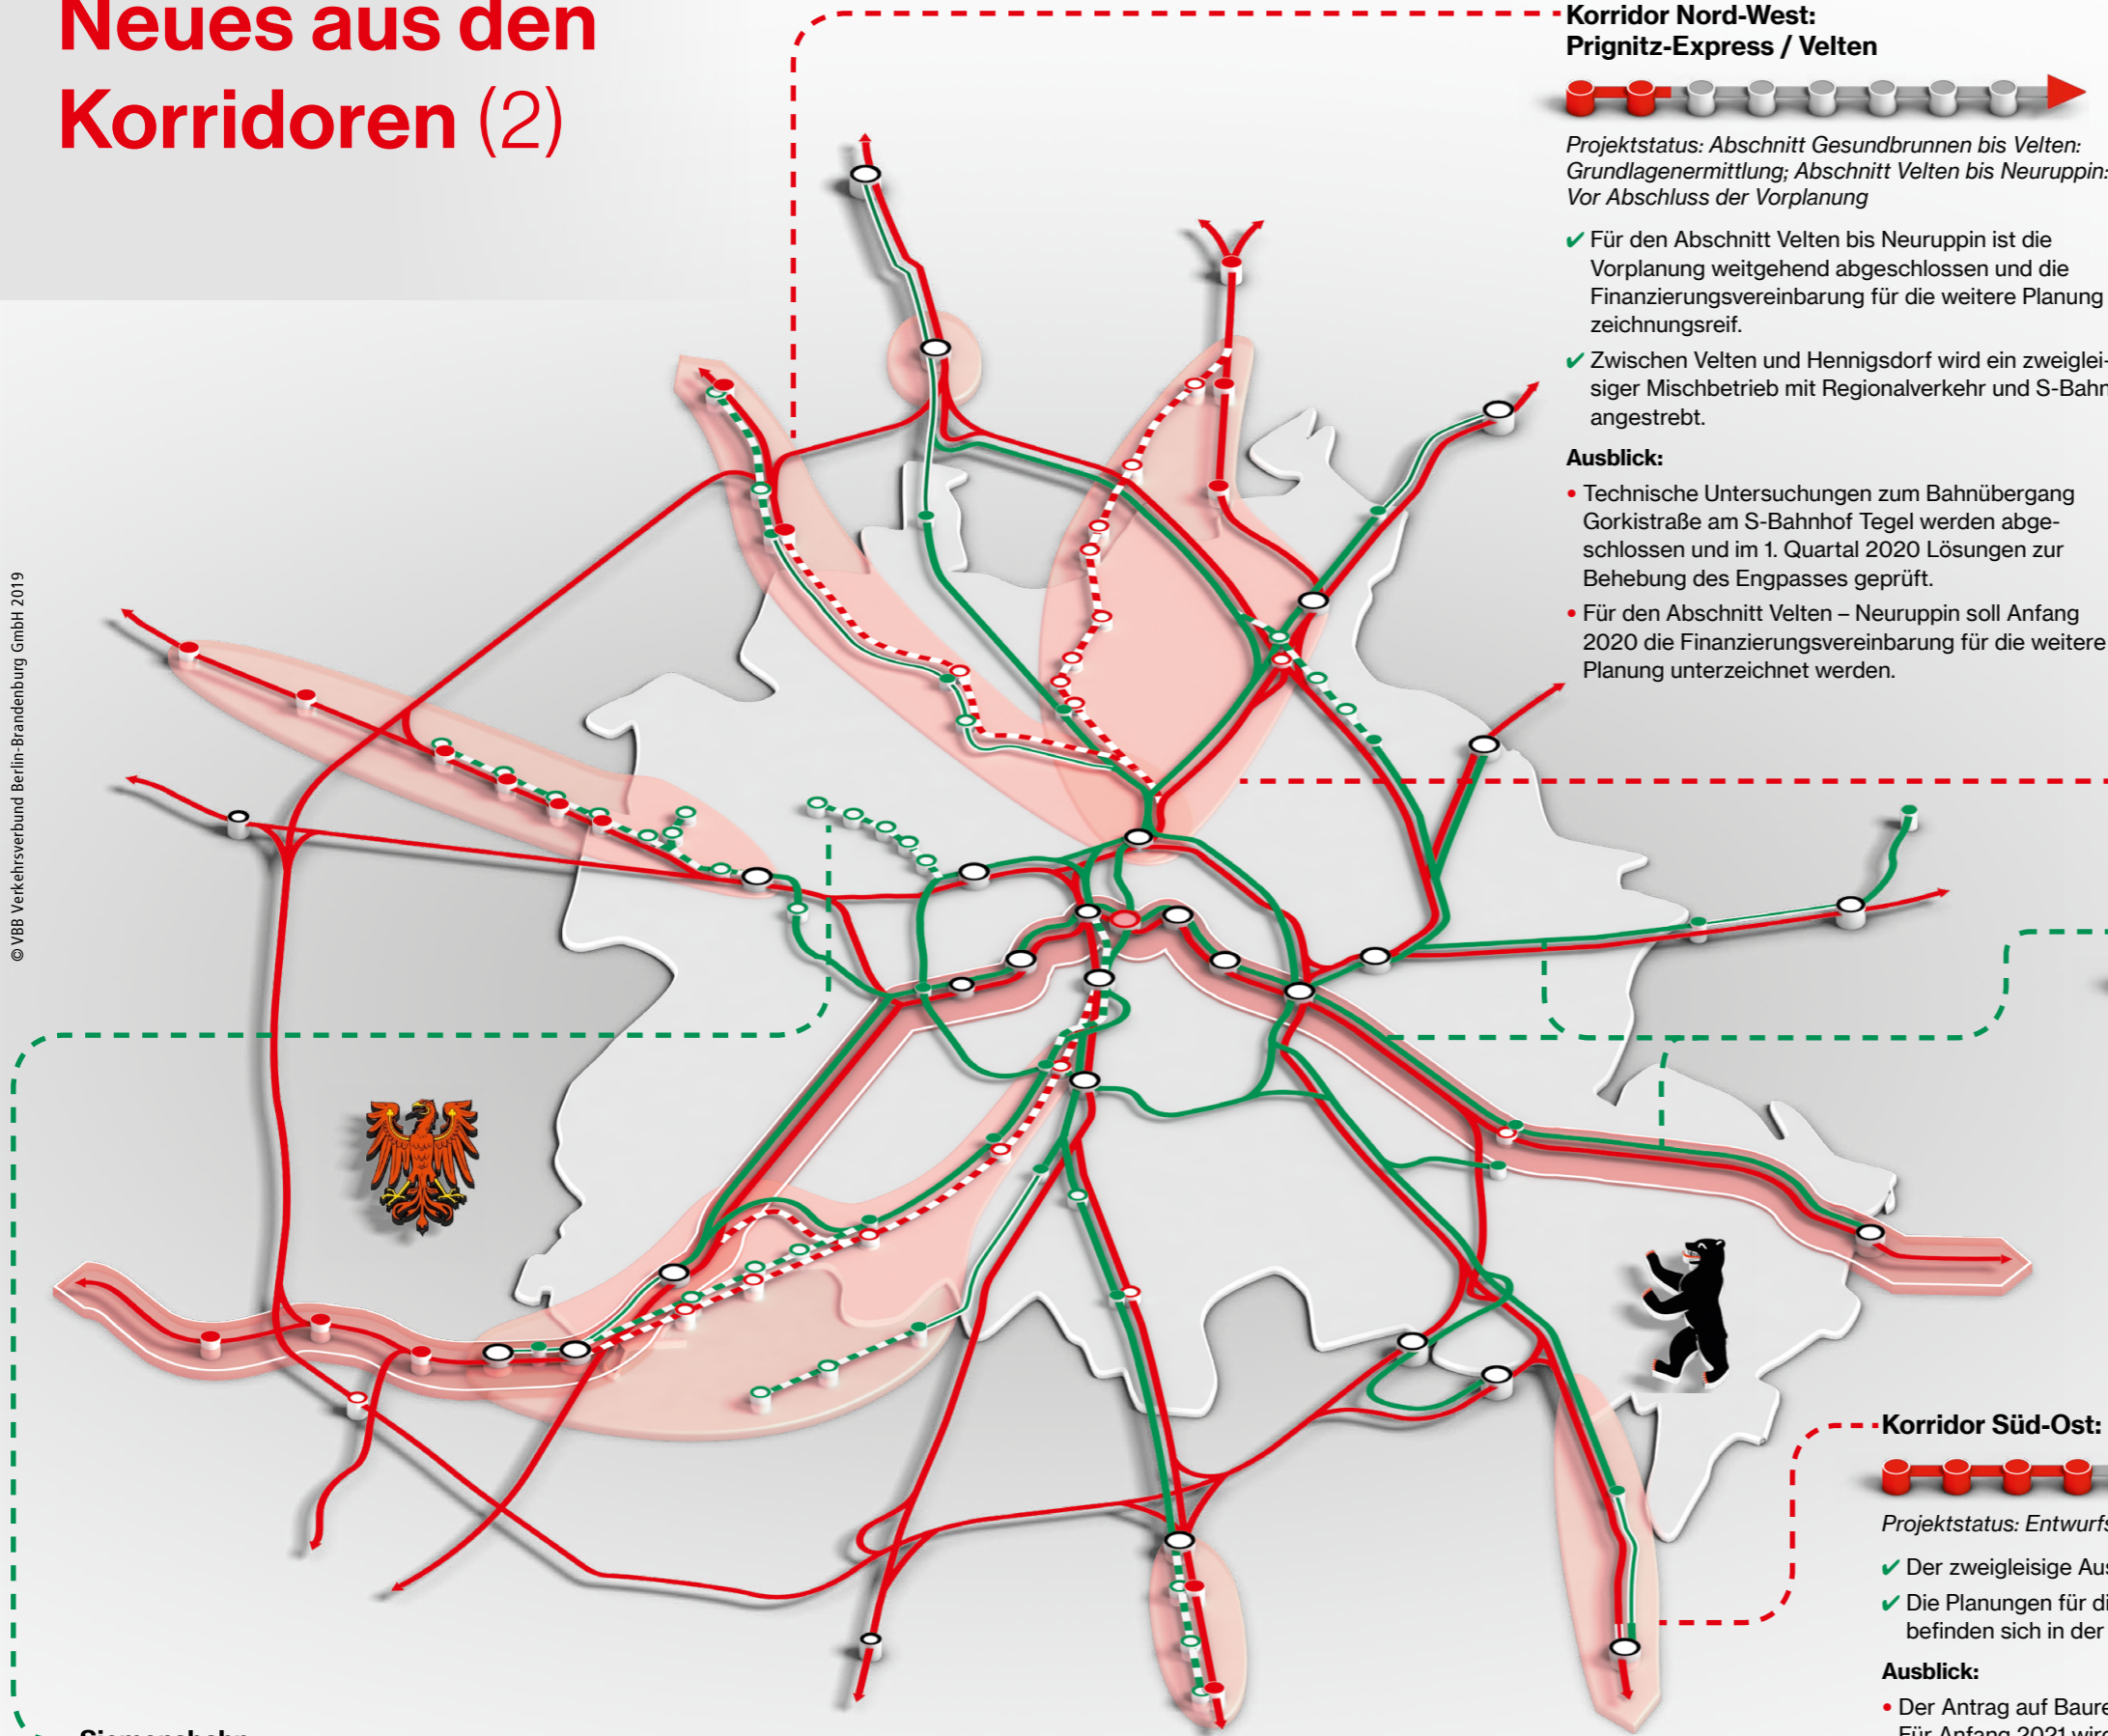 Neues aus den
Korridoren (2)
Korridor Nord-West:
Prignitz-Express / Velten
Projektstatus: Abschnitt Gesundbrunnen bis Velten:
Grundlagenermittlung; Abschnitt Velten bis Neuruppin:
Vor Abschluss der Vorplanung
✔ Für den Abschnitt Velten bis Neuruppin ist die
Vorplanung weitgehend abgeschlossen und die
Finanzierungsvereinbarung für die weitere Planung
zeichnungsreif.
✔ Zwischen Velten und Hennigsdorf wird ein zweiglei-
siger Mischbetrieb mit Regionalverkehr und S-Bahn
angestrebt.
Ausblick:
• Technische Untersuchungen zum Bahnübergang
Gorkistraße am S-Bahnhof Tegel werden abge-
schlossen und im 1. Quartal 2020 Lösungen zur
Behebung des Engpasses geprüft.
• Für den Abschnitt Velten – Neuruppin soll Anfang
2020 die Finanzierungsvereinbarung für die weitere
Planung unterzeichnet werden.
© VBB Verkehrsverbund Berlin-Brandenburg GmbH 2019
Korridor Süd-Ost:
Projektstatus: Entwurfs
✔ Der zweigleisige Aus
✔ Die Planungen für di
befinden sich in der
Ausblick:
• Der Antrag auf Baure
Für Anfang 2021 wird
Siemensbahn